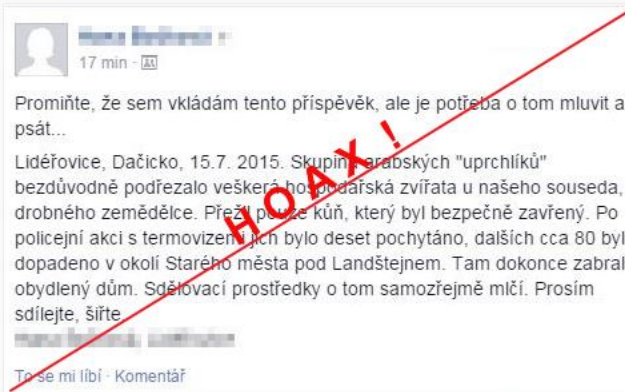 17 min
Promiňte, že sem vkládám tento příspěvěk, ale je potřeba o tom mluvit a
psát...
Lidéřovice, Dačicko, 15.7. 2015. Skupina arabských "uprchlíků"
bezdůvodně podřezalo veškerá hospodářská zvířata u našeho souseda,
drobného zemědělce. Přežil pouze kůň, který byl bezpečně zavřený. Po
policejní akci s termovizemi jich bylo deset pochytáno, dalších cca 80 byl
dopadeno v okolí Starého města pod Landštejnem. Tam dokonce zabral
obydlený dům. Sdělovací prostředky o tom samozřejmě mlčí. Prosím
sdílejte, šiřte
To se mi líbí · Komentář
HOAX!